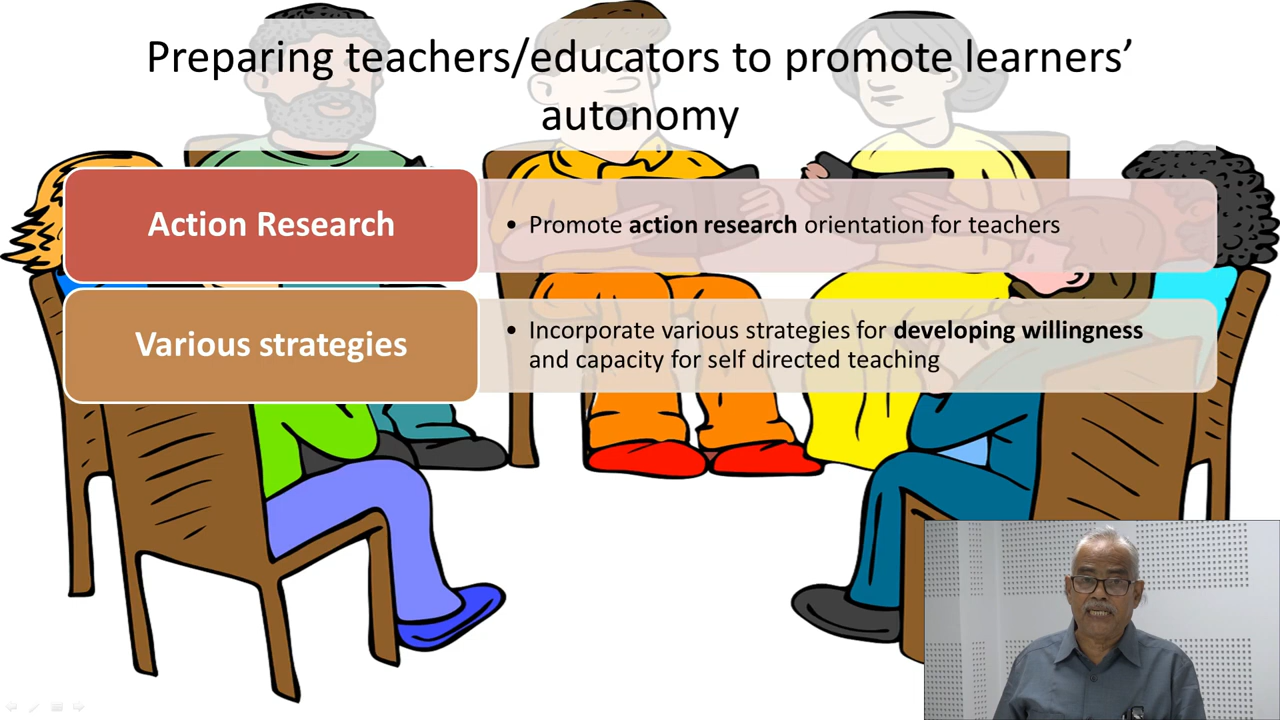 Preparing teachers/educators to promote learners’
autonomy
Action Research
• Promote action research orientation for teachers
Various strategies
• Incorporate various strategies for developing willingness
and capacity for self directed teaching